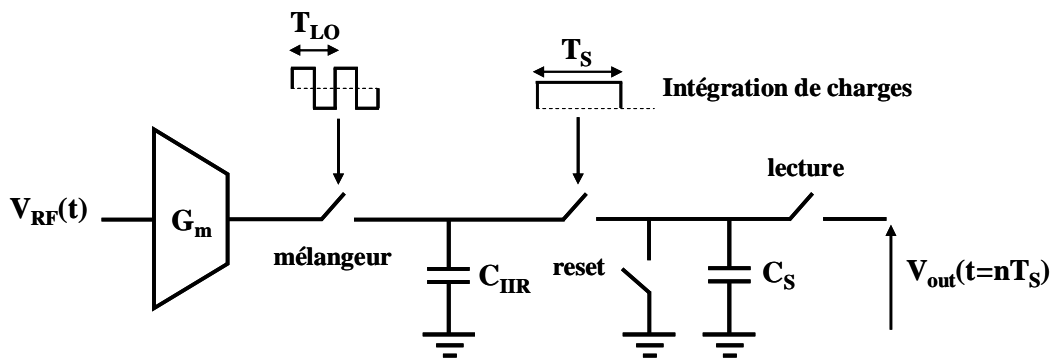 T_LO
T_S
Intégration de charges
lecture
V_RF(t)
G_m
mélangeur
C_IIR
reset
C_S
V_out(t=nT_S)